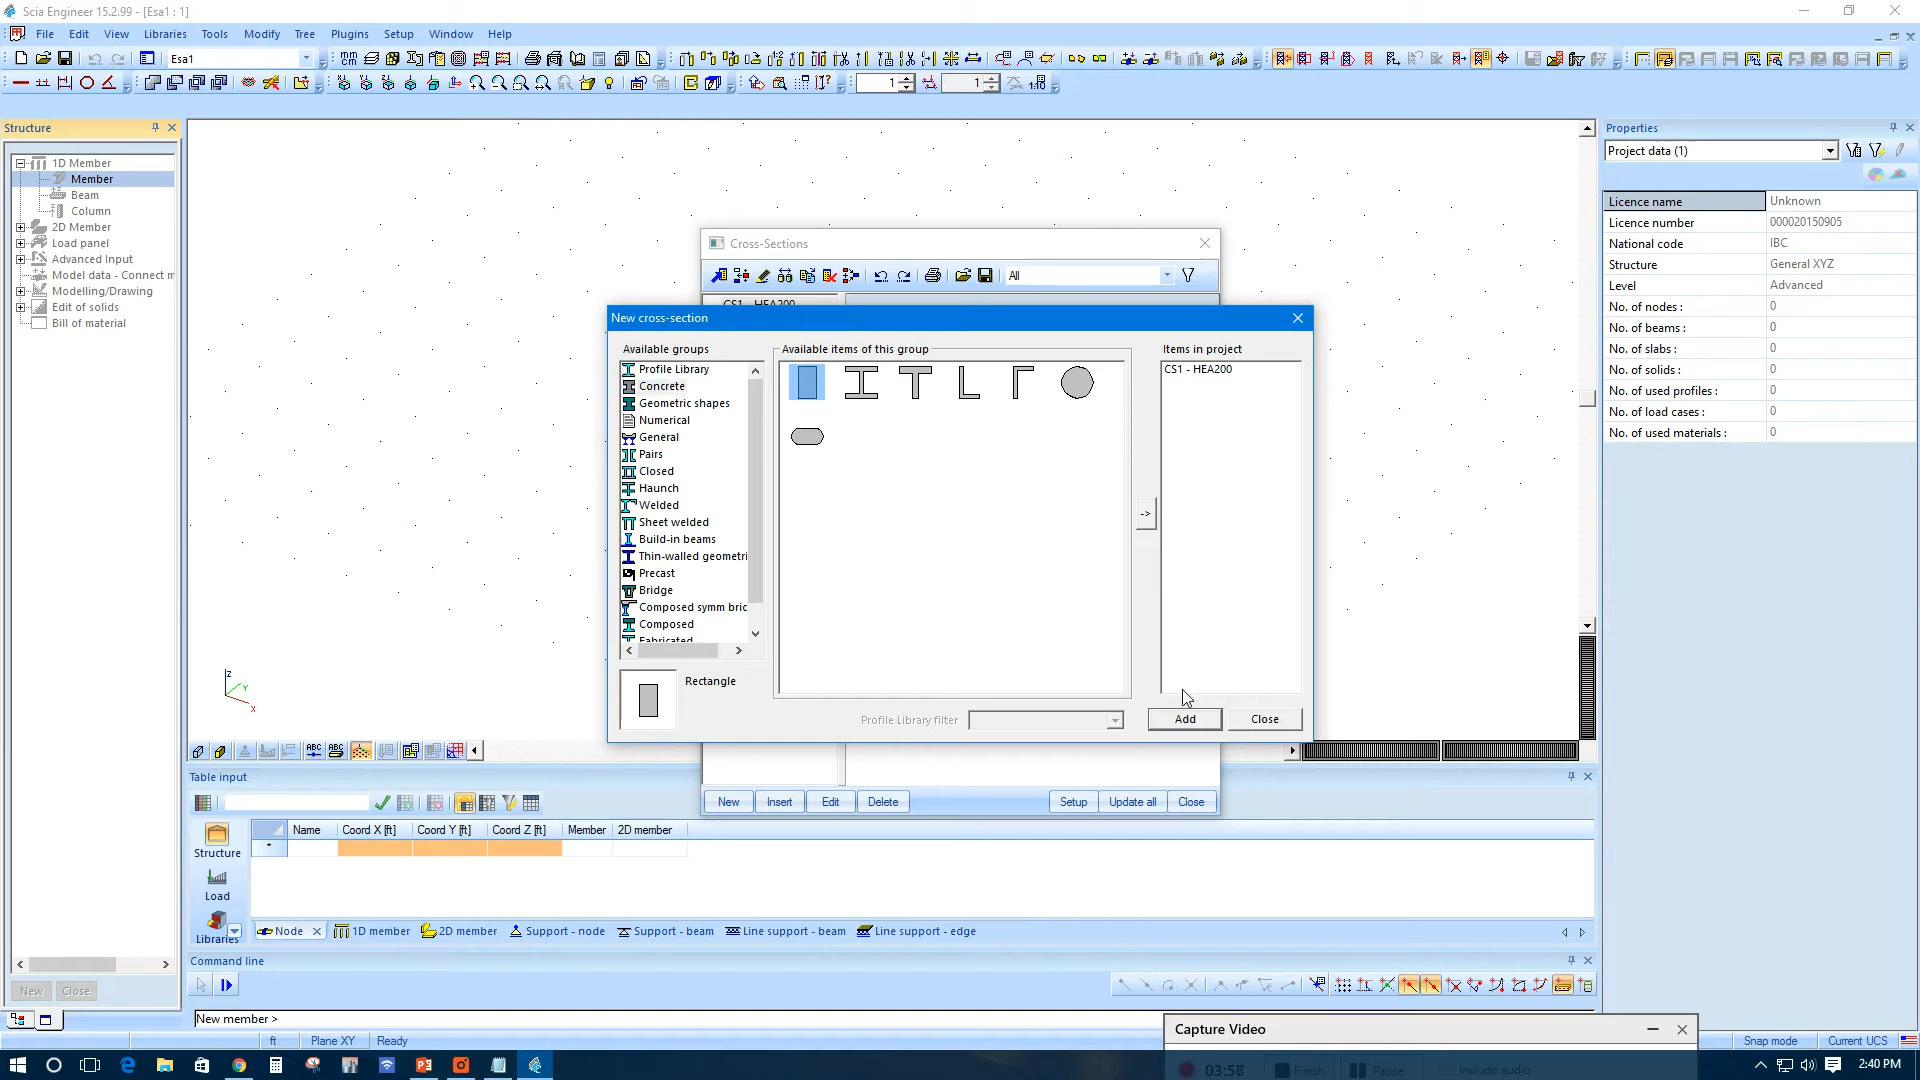 Scia Engineer 15.2.99 - [Esa1 : 1]
File Edit View Libraries Tools Modify Tree Plugins Setup Window Help
Esa1
1 1
Structure
1D Member
Member
Beam
Column
2D Member
Load panel
Advanced Input
Model data - Connect m
Modelling/Drawing
Edit of solids
Bill of material
New Close
Cross-Sections
All
CS1 - HEA200
New cross-section
Available groups
Profile Library
Concrete
Geometric shapes
Numerical
General
Pairs
Closed
Haunch
Welded
Sheet welded
Build-in beams
Thin-walled geometri
Precast
Bridge
Composed symm bric
Composed
Fabricated
Available items of this group
Items in project
CS1 - HEA200
->
Rectangle
Profile Library filter
Add Close
New Insert Edit Delete Setup Update all Close
Properties
Project data (1)
Licence name Unknown
Licence number 000020150905
National code IBC
Structure General XYZ
Level Advanced
No. of nodes : 0
No. of beams : 0
No. of slabs : 0
No. of solids : 0
No. of used profiles : 0
No. of load cases : 0
No. of used materials : 0
Z
Y
X
ABC ABC
Table input
Structure
Load
Libraries
Name Coord X [ft] Coord Y [ft] Coord Z [ft] Member 2D member
*
Node 1D member 2D member Support - node Support - beam Line support - beam Line support - edge
Command line
New member >
ft Plane XY Ready
Snap mode Current UCS
Capture Video
03:58 Finish Pause Include audio
2:40 PM